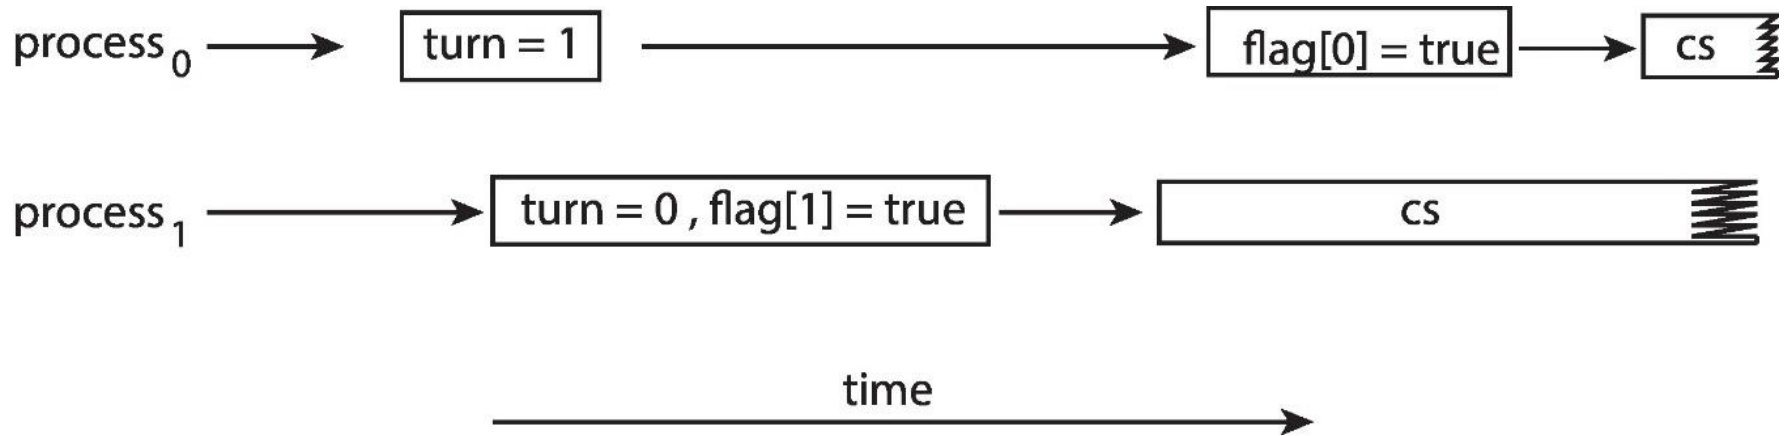 process₀ turn = 1 flag[0] = true cs
process₁ turn = 0 , flag[1] = true cs
time